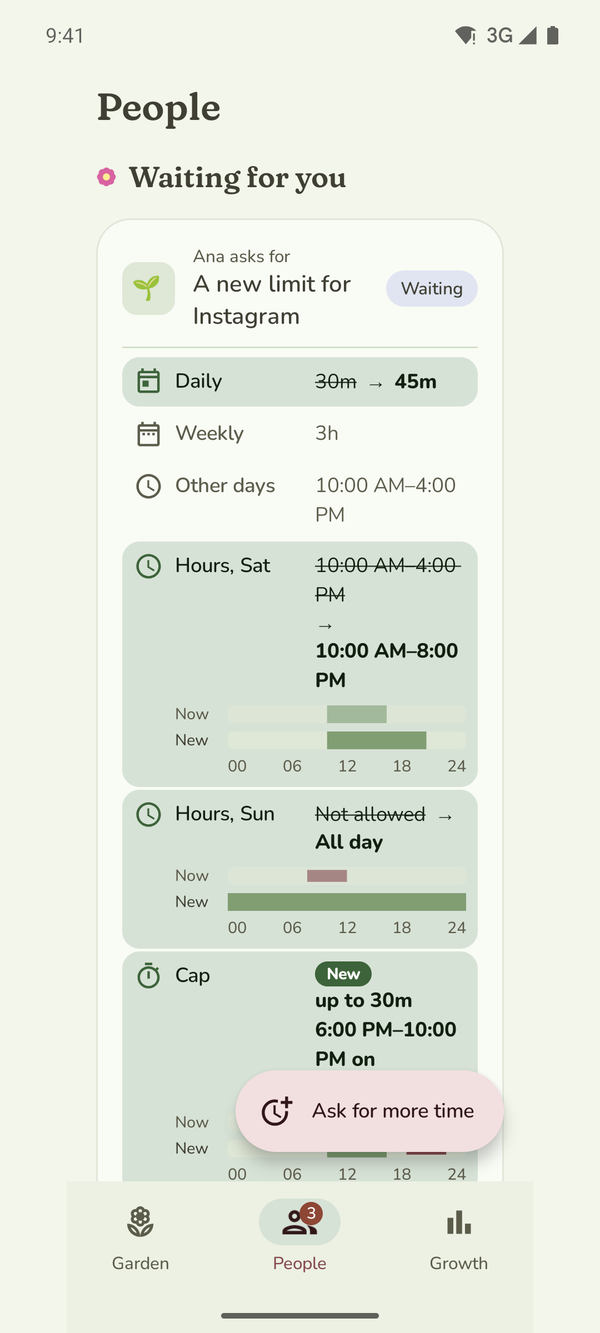 9:41
3G
People
Waiting for you
Ana asks for
A new limit for
Instagram
Waiting
Daily
30m → 45m
Weekly
3h
Other days
10:00 AM–4:00
PM
Hours, Sat
10:00 AM–4:00
PM
→
10:00 AM–8:00
PM
Now
New
00 06 12 18 24
Hours, Sun
Not allowed →
All day
Now
New
00 06 12 18 24
Cap
New
up to 30m
6:00 PM–10:00
PM on
Now
New
00 06 12 18 24
Ask for more time
3
Garden
People
Growth